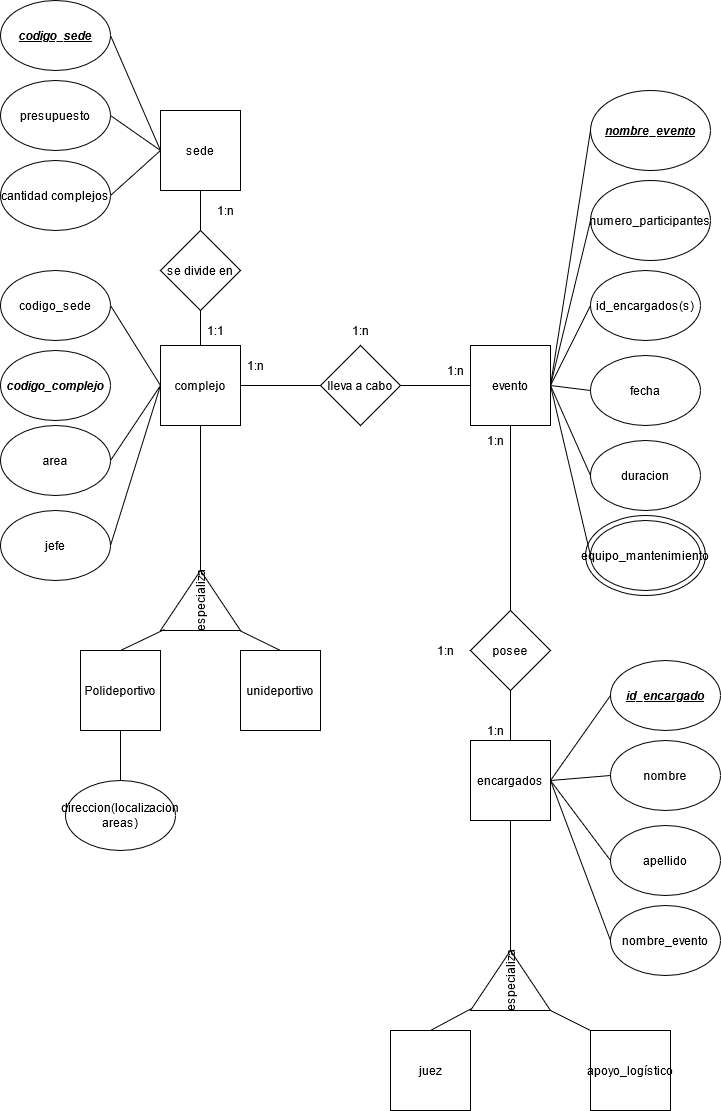 codigo_sede
presupuesto
cantidad complejos
sede
1:n
se divide en
1:1
codigo_sede
codigo_complejo
area
jefe
complejo
1:n
1:n
lleva a cabo
1:n
evento
1:n
nombre_evento
numero_participantes
id_encargados(s)
fecha
duracion
equipo_mantenimiento
especializa
Polideportivo
unideportivo
direccion(localizacion
areas)
1:n
posee
1:n
encargados
id_encargado
nombre
apellido
nombre_evento
especializa
juez
apoyo_logístico